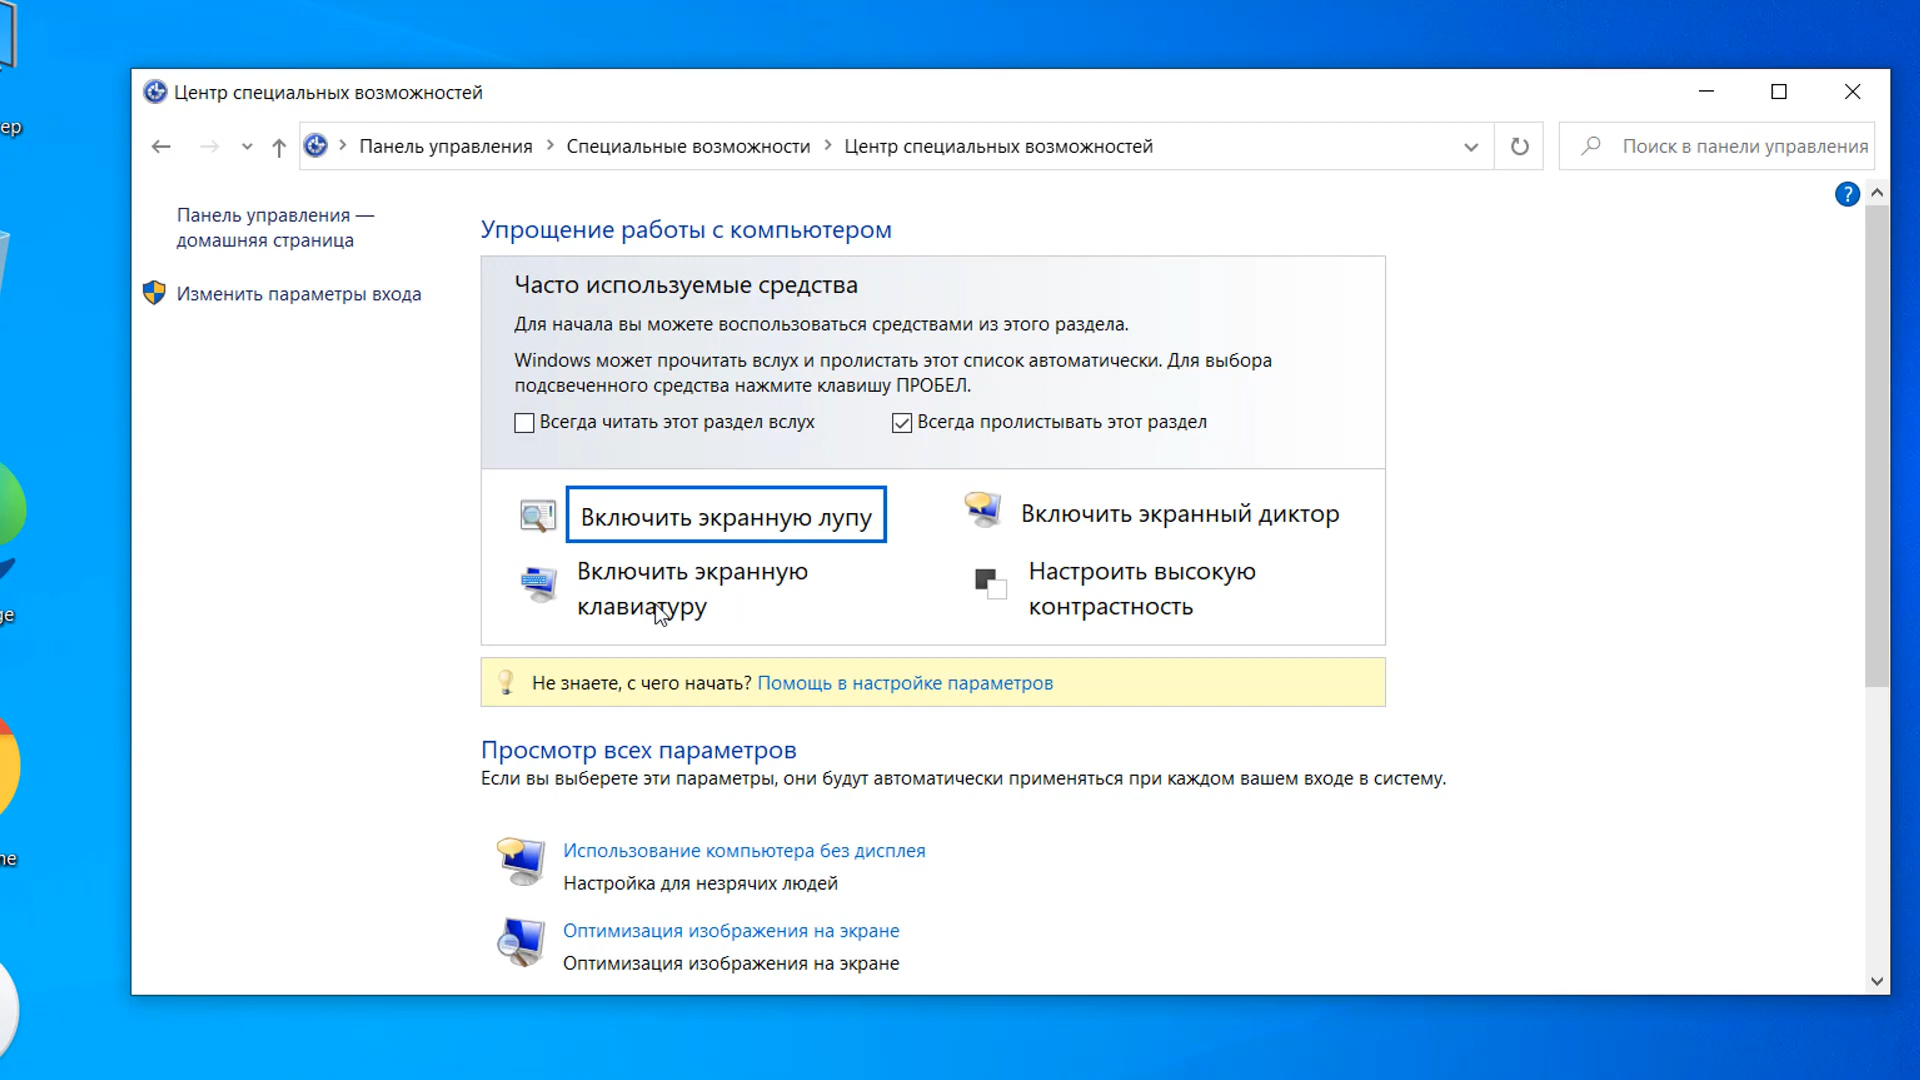 Центр специальных возможностей
Панель управления
Специальные возможности
Центр специальных возможностей
Поиск в панели управления
Панель управления —
домашняя страница
Изменить параметры входа
?
Упрощение работы с компьютером
Часто используемые средства
Для начала вы можете воспользоваться средствами из этого раздела.
Windows может прочитать вслух и пролистать этот список автоматически. Для выбора
подсвеченного средства нажмите клавишу ПРОБЕЛ.
Всегда читать этот раздел вслух
Всегда пролистывать этот раздел
Включить экранную лупу
Включить экранный диктор
Включить экранную
клавиатуру
Настроить высокую
контрастность
Не знаете, с чего начать? Помощь в настройке параметров
Просмотр всех параметров
Если вы выберете эти параметры, они будут автоматически применяться при каждом вашем входе в систему.
Использование компьютера без дисплея
Настройка для незрячих людей
Оптимизация изображения на экране
Оптимизация изображения на экране